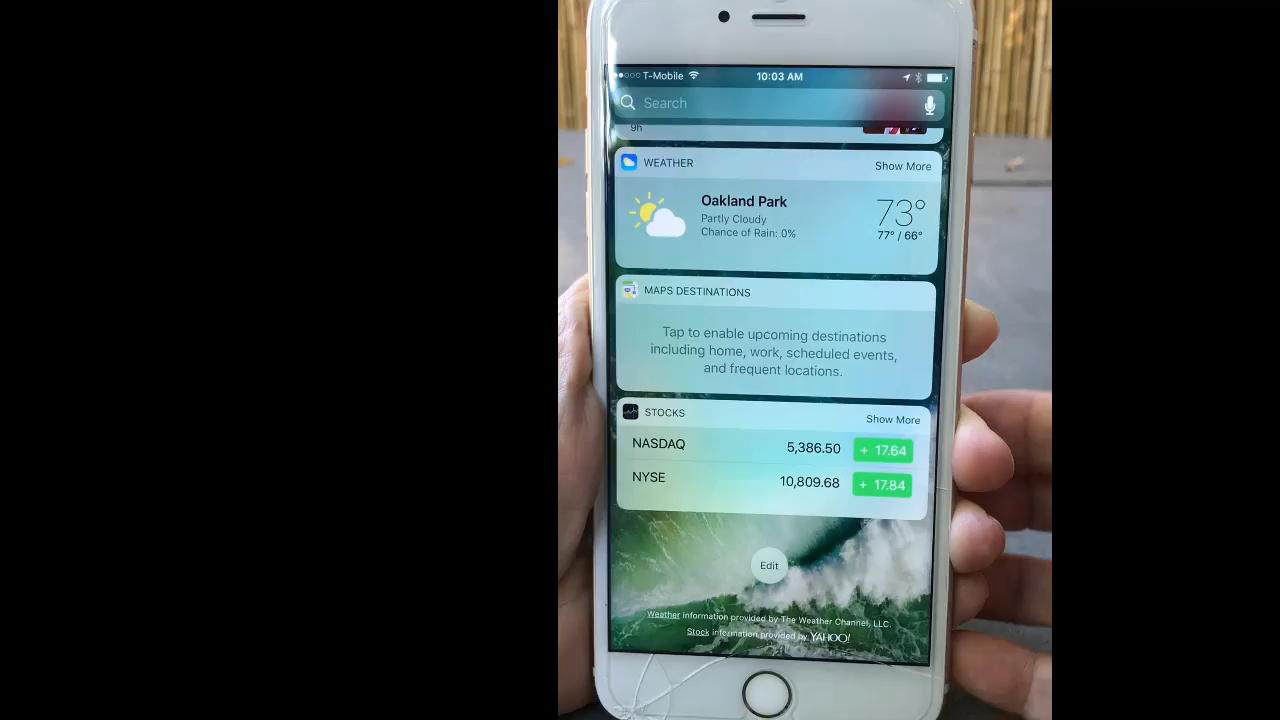 T-Mobile 10:03 AM
Search
9h
WEATHER Show More
Oakland Park 73°
Partly Cloudy
Chance of Rain: 0% 77° / 66°
MAPS DESTINATIONS
Tap to enable upcoming destinations
including home, work, scheduled events,
and frequent locations.
STOCKS Show More
NASDAQ 5,386.50 + 17.64
NYSE 10,809.68 + 17.84
Edit
Weather information provided by The Weather Channel, LLC.
Stock information provided by YAHOO!